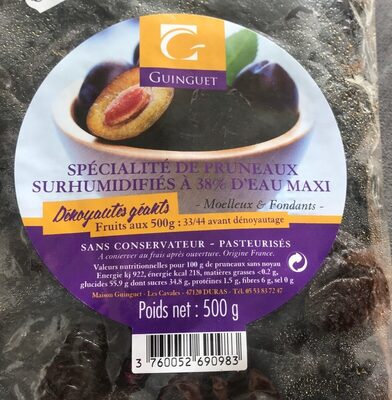 GUINGUET
SPÉCIALITÉ DE PRUNEAUX
SURHUMIDIFIÉS À 38% D'EAU MAXI
Dénoyautés géants
- Moelleux & Fondants -
Fruits aux 500g : 33/44 avant dénoyautage
SANS CONSERVATEUR - PASTEURISÉS
A conserver au frais après ouverture. Origine France.
Valeurs nutritionnelles pour 100 g de pruneaux sans noyau
Energie kj 922, énergie kcal 218, matières grasses <0.2 g,
glucides 55,9 g dont sucres 34.8 g, protéines 1.5 g, fibres 6 g, sel 0 g
Maison Guinguet - Les Cavales - 47120 DURAS - Tél. 05 53 83 72 47
Poids net : 500 g
3 760052 690983